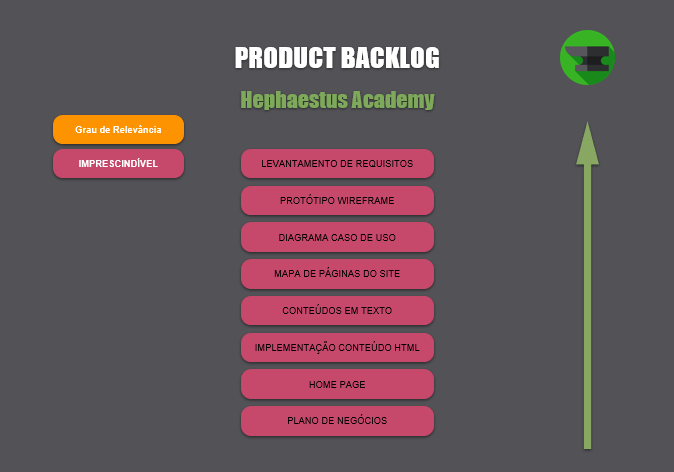 PRODUCT BACKLOG
Hephaestus Academy
Grau de Relevância
IMPRESCINDÍVEL
LEVANTAMENTO DE REQUISITOS
PROTÓTIPO WIREFRAME
DIAGRAMA CASO DE USO
MAPA DE PÁGINAS DO SITE
CONTEÚDOS EM TEXTO
IMPLEMENTAÇÃO CONTEÚDO HTML
HOME PAGE
PLANO DE NEGÓCIOS